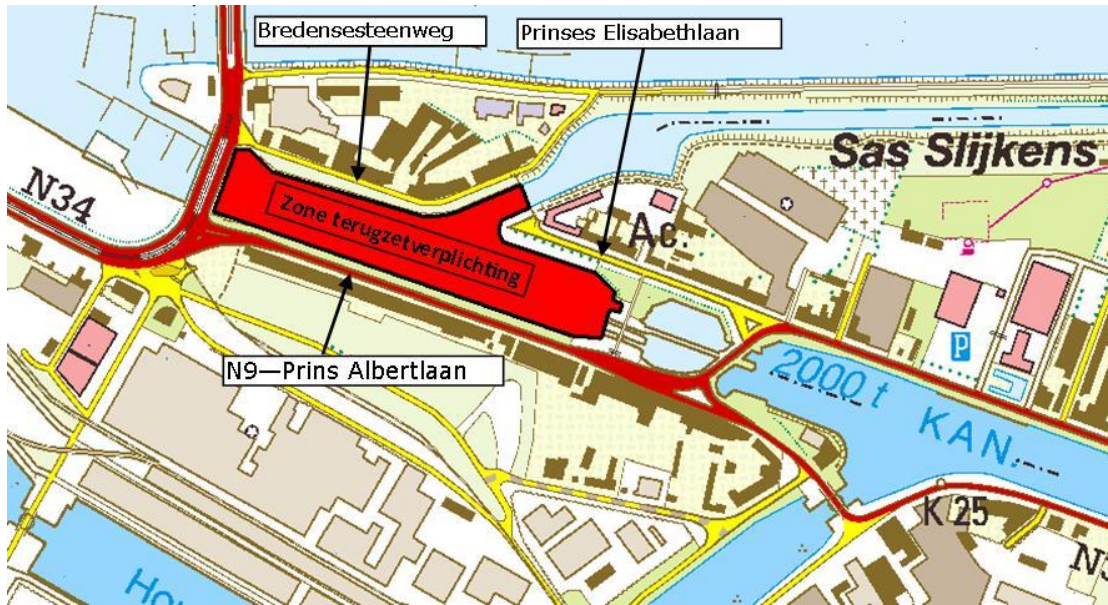 Bredensesteenweg
Prinses Elisabethlaan
Sas Slijkens
N34
Zone terugzetverplichting
Ac.
N9—Prins Albertlaan
P
2000 t KAN.
K 25